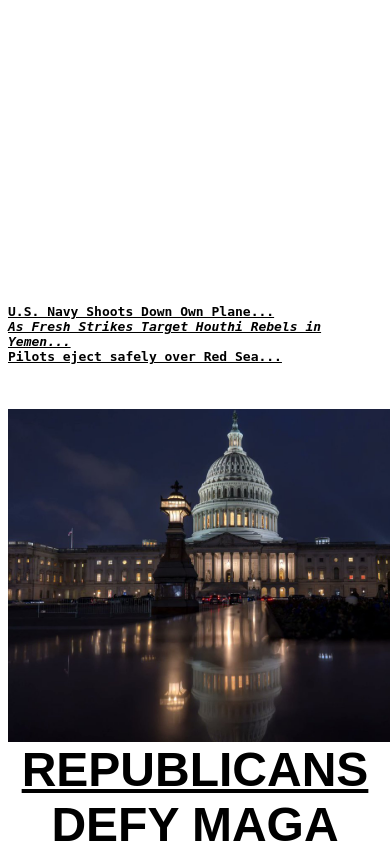 U.S. Navy Shoots Down Own Plane...
As Fresh Strikes Target Houthi Rebels in
Yemen...
Pilots eject safely over Red Sea...
REPUBLICANS
DEFY MAGA